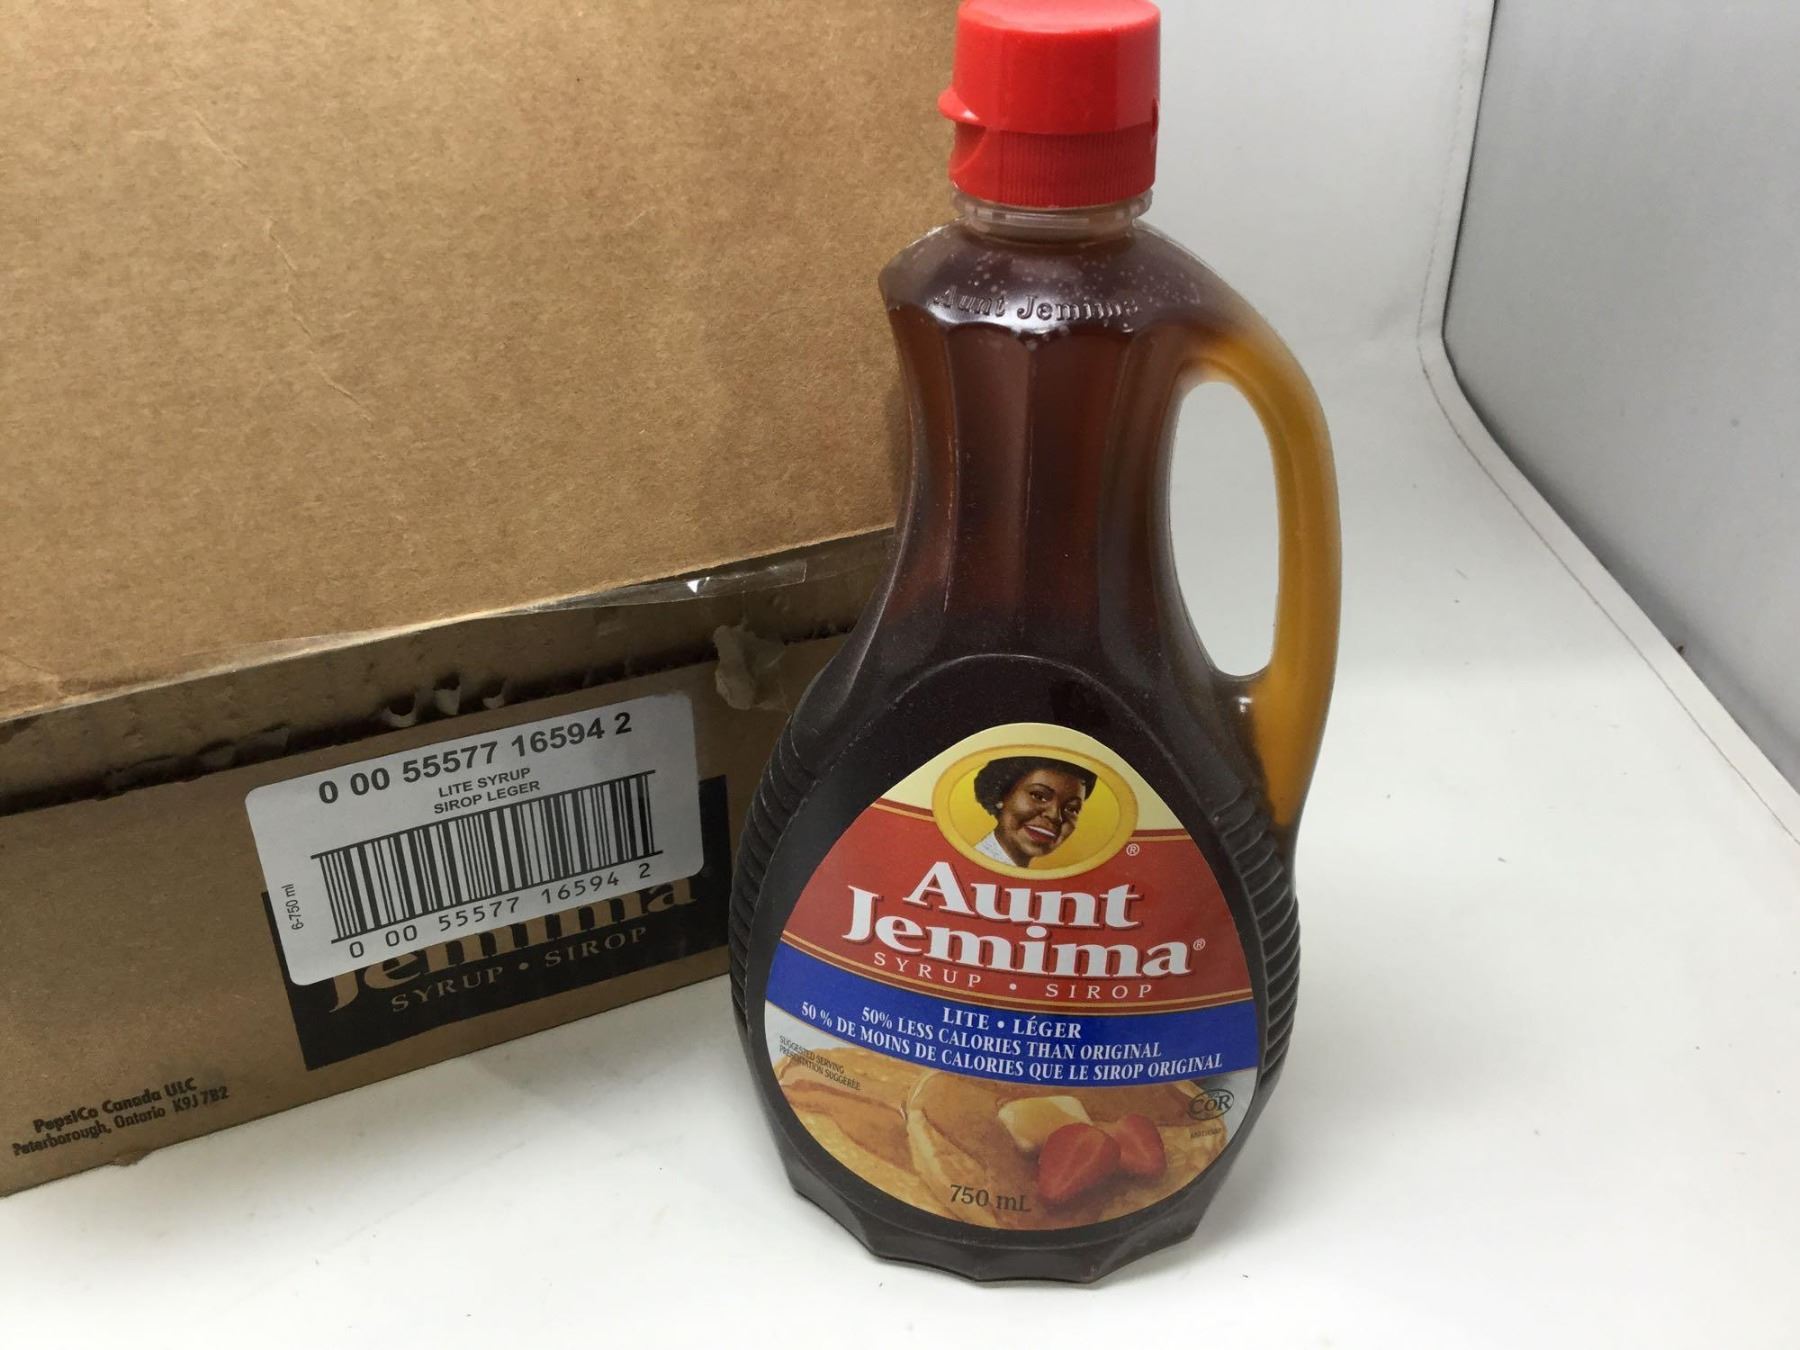 Aunt Jemima
0 00 55577 16594 2
LITE SYRUP
SIROP LEGER
6-750 ml
0 00 55577 16594 2
Jemima
SYRUP • SIROP
PepsiCo Canada ULC
Peterborough, Ontario K9J 7B2
Aunt
Jemima®
SYRUP • SIROP
LITE • LÉGER
50% LESS CALORIES THAN ORIGINAL
50 % DE MOINS DE CALORIES QUE LE SIROP ORIGINAL
SUGGESTED SERVING
PRÉSENTATION SUGGÉRÉE
COR
750 mL